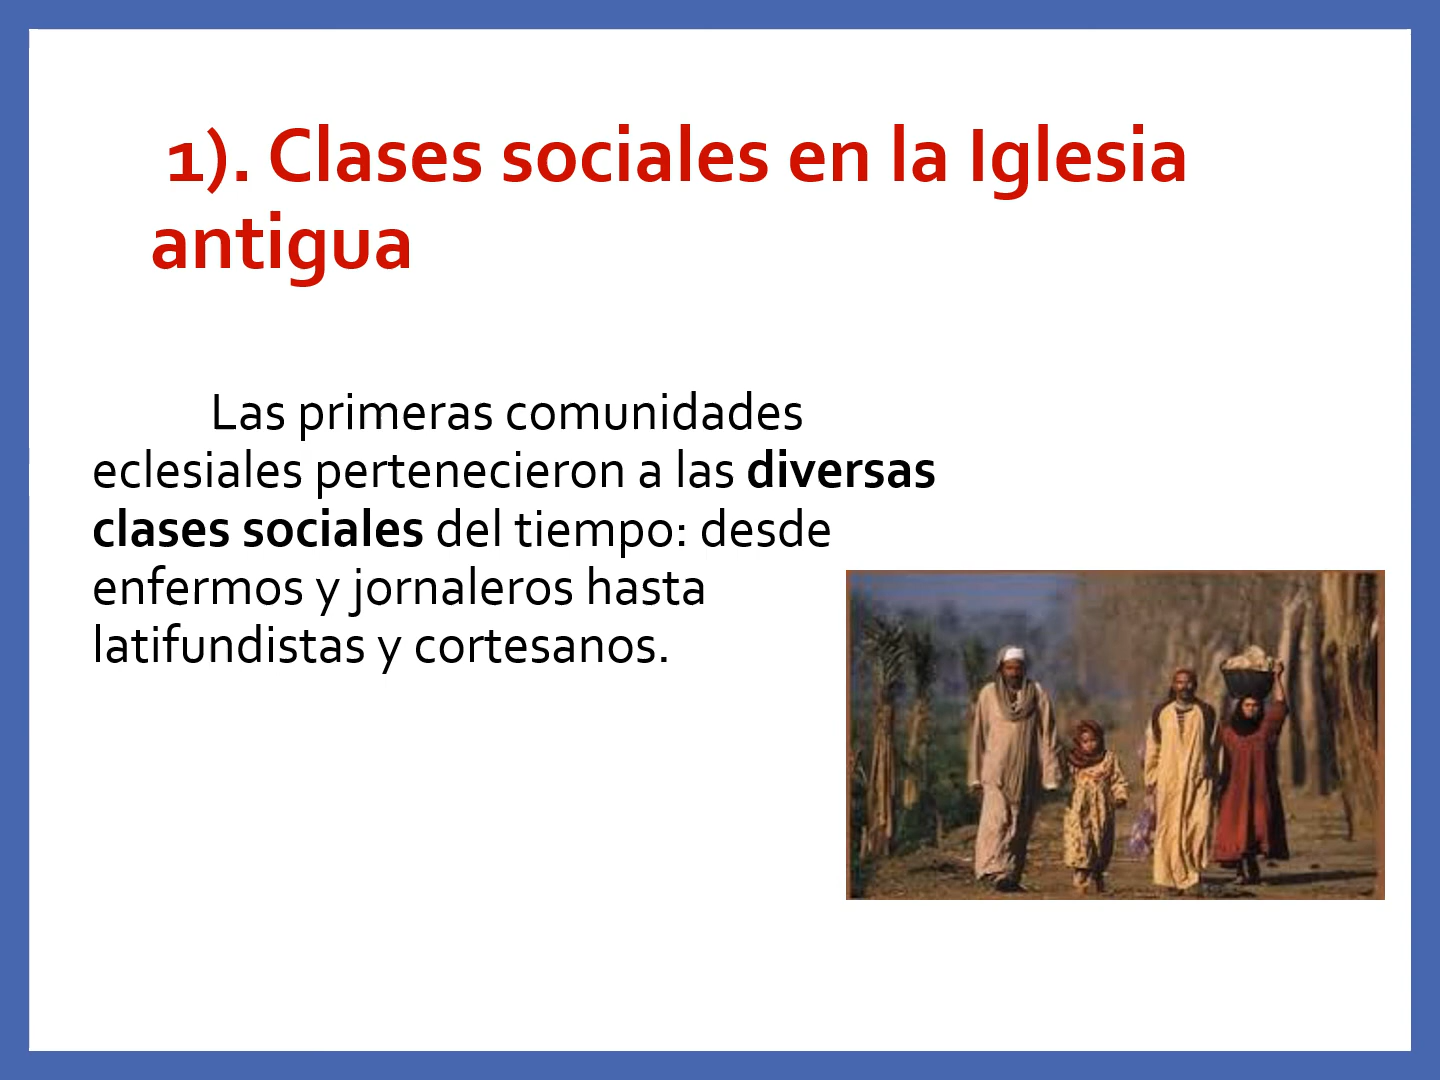 1). Clases sociales en la Iglesia
antigua
Las primeras comunidades
eclesiales pertenecieron a las diversas
clases sociales del tiempo: desde
enfermos y jornaleros hasta
latifundistas y cortesanos.